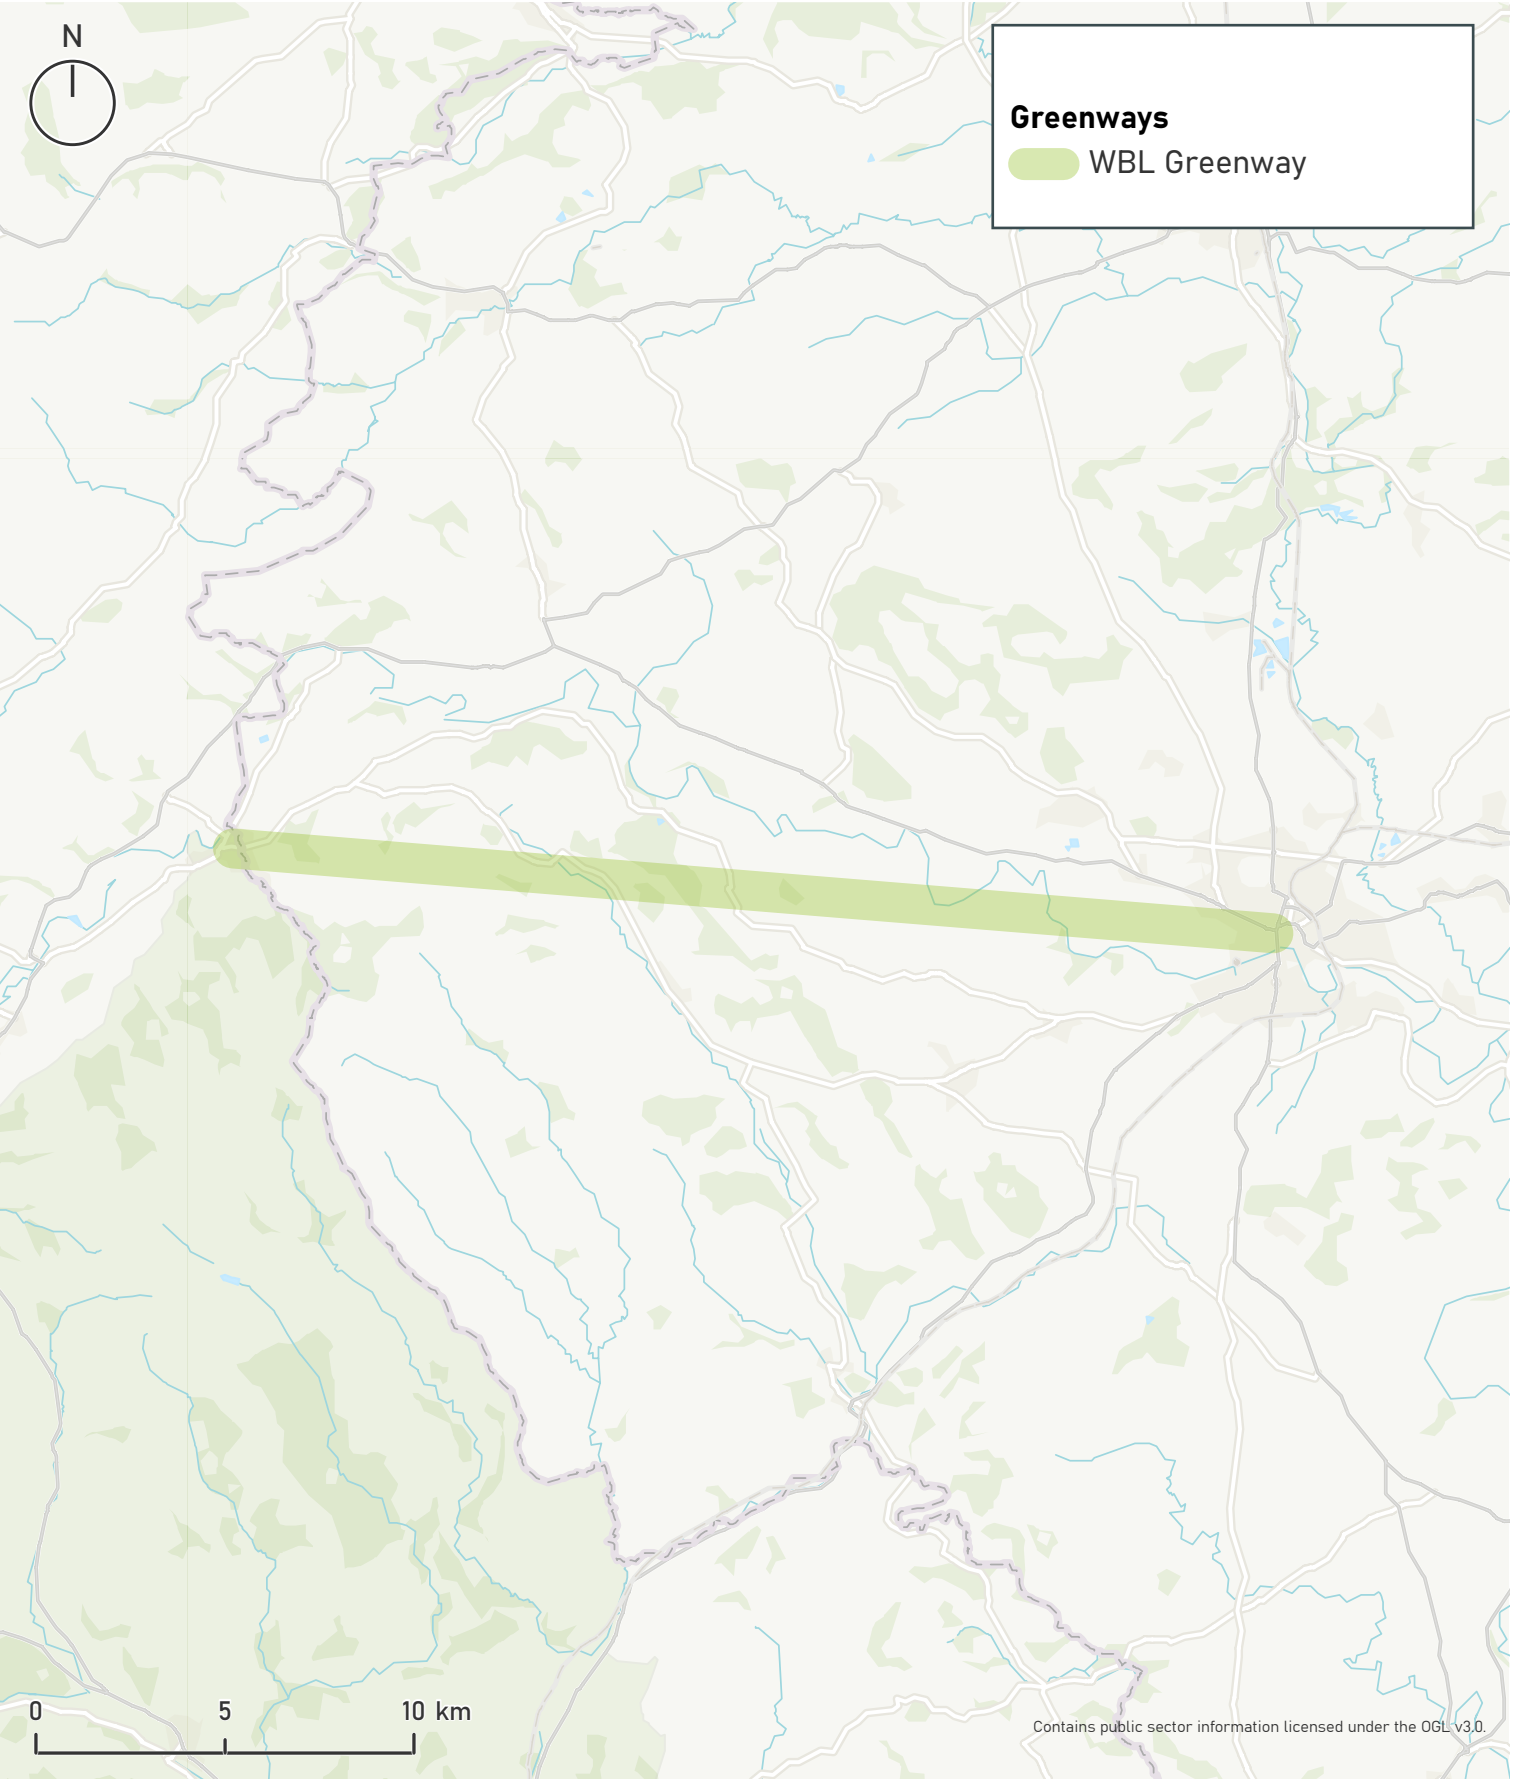 N
Greenways
WBL Greenway
0 5 10 km
Contains public sector information licensed under the OGL v3.0.